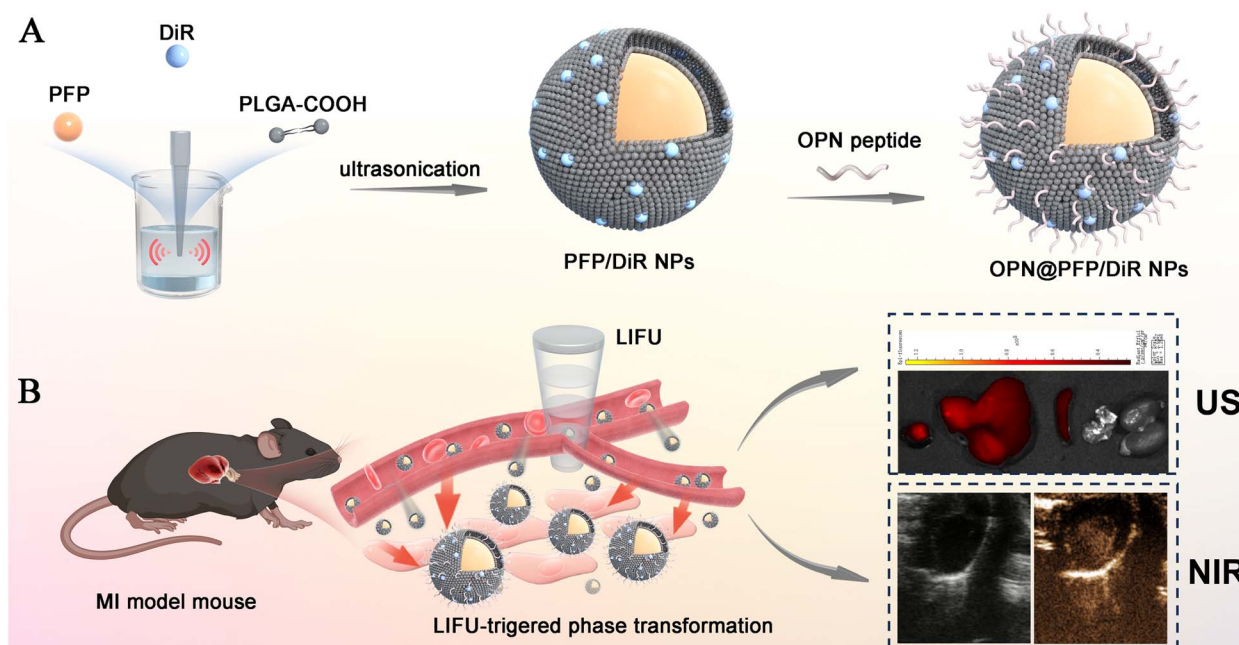 A
DiR
PFP
PLGA-COOH
ultrasonication
OPN peptide
PFP/DiR NPs
OPN@PFP/DiR NPs
B
LIFU
US
NIR
MI model mouse
LIFU-trigered phase transformation